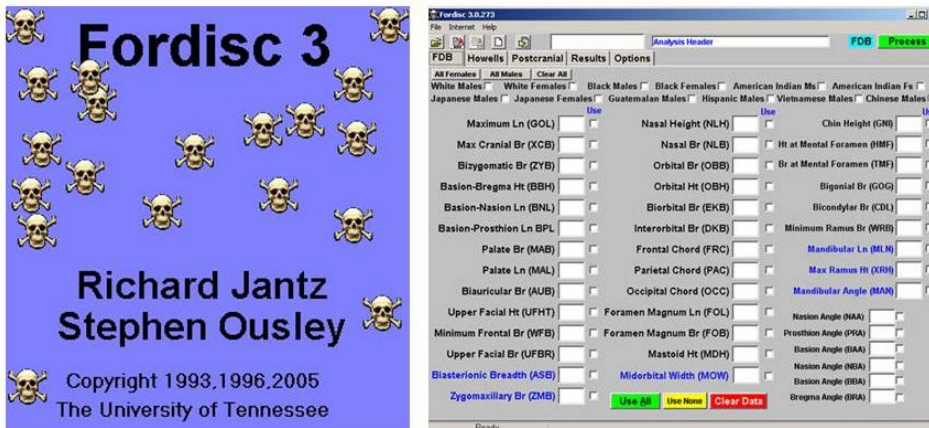 Fordisc 3
Richard Jantz
Stephen Ousley
Copyright 1993,1996,2005
The University of Tennessee
Fordisc 3.0.273
File Internet Help
Analysis Header FDB Process
FDB Howells Postcranial Results Options
All Females All Males Clear All
White Males White Females Black Males Black Females American Indian Ms American Indian Fs
Japanese Males Japanese Females Guatemalan Males Hispanic Males Vietnamese Males Chinese Males
Use Use
Maximum Ln (GOL) Nasal Height (NLH) Chin Height (GNI)
Max Cranial Br (XCB) Nasal Br (NLB) Ht at Mental Foramen (HMF)
Bizygomatic Br (ZYB) Orbital Br (OBB) Br at Mental Foramen (TMF)
Basion-Bregma Ht (BBH) Orbital Ht (OBH) Bigonial Br (GOG)
Basion-Nasion Ln (BNL) Biorbital Br (EKB) Bicondylar Br (CDL)
Basion-Prosthion Ln BPL Interorbital Br (DKB) Minimum Ramus Br (WRB)
Palate Br (MAB) Frontal Chord (FRC) Mandibular Ln (MLN)
Palate Ln (MAL) Parietal Chord (PAC) Max Ramus Ht (XRH)
Biauricular Br (AUB) Occipital Chord (OCC) Mandibular Angle (MAN)
Upper Facial Ht (UFHT) Foramen Magnum Ln (FOL) Nasion Angle (NAA)
Minimum Frontal Br (WFB) Foramen Magnum Br (FOB) Prosthion Angle (PRA)
Upper Facial Br (UFBR) Mastoid Ht (MDH) Basion Angle (BAA)
Biasterionic Breadth (ASB) Midorbital Width (MOW) Nasion Angle (NBA)
Zygomaxillary Br (ZMB) Basion Angle (BBA)
Use All Use None Clear Data Bregma Angle (BRA)
Ready